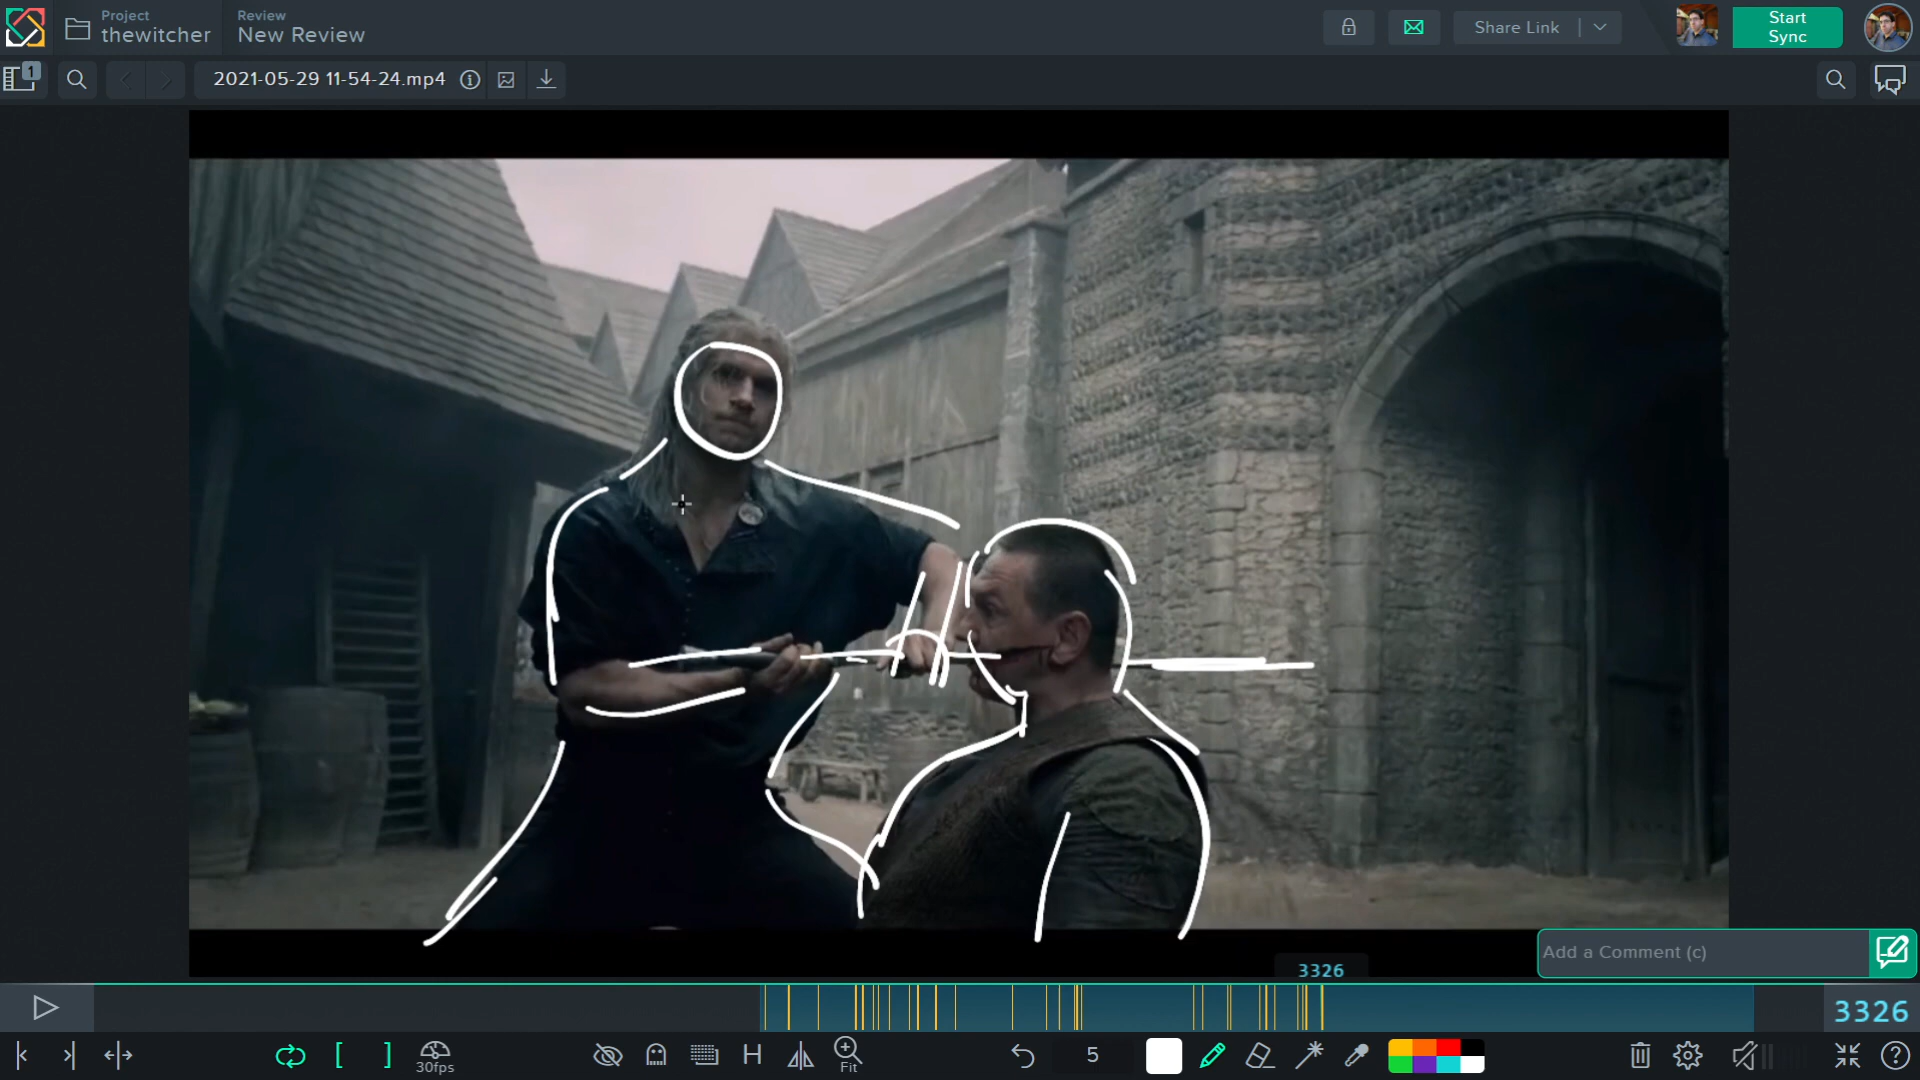 Project
thewitcher
Review
New Review
Share Link
Start
Sync
1
2021-05-29 11-54-24.mp4
Add a Comment (c)
3326
3326
30fps
H
Fit
5